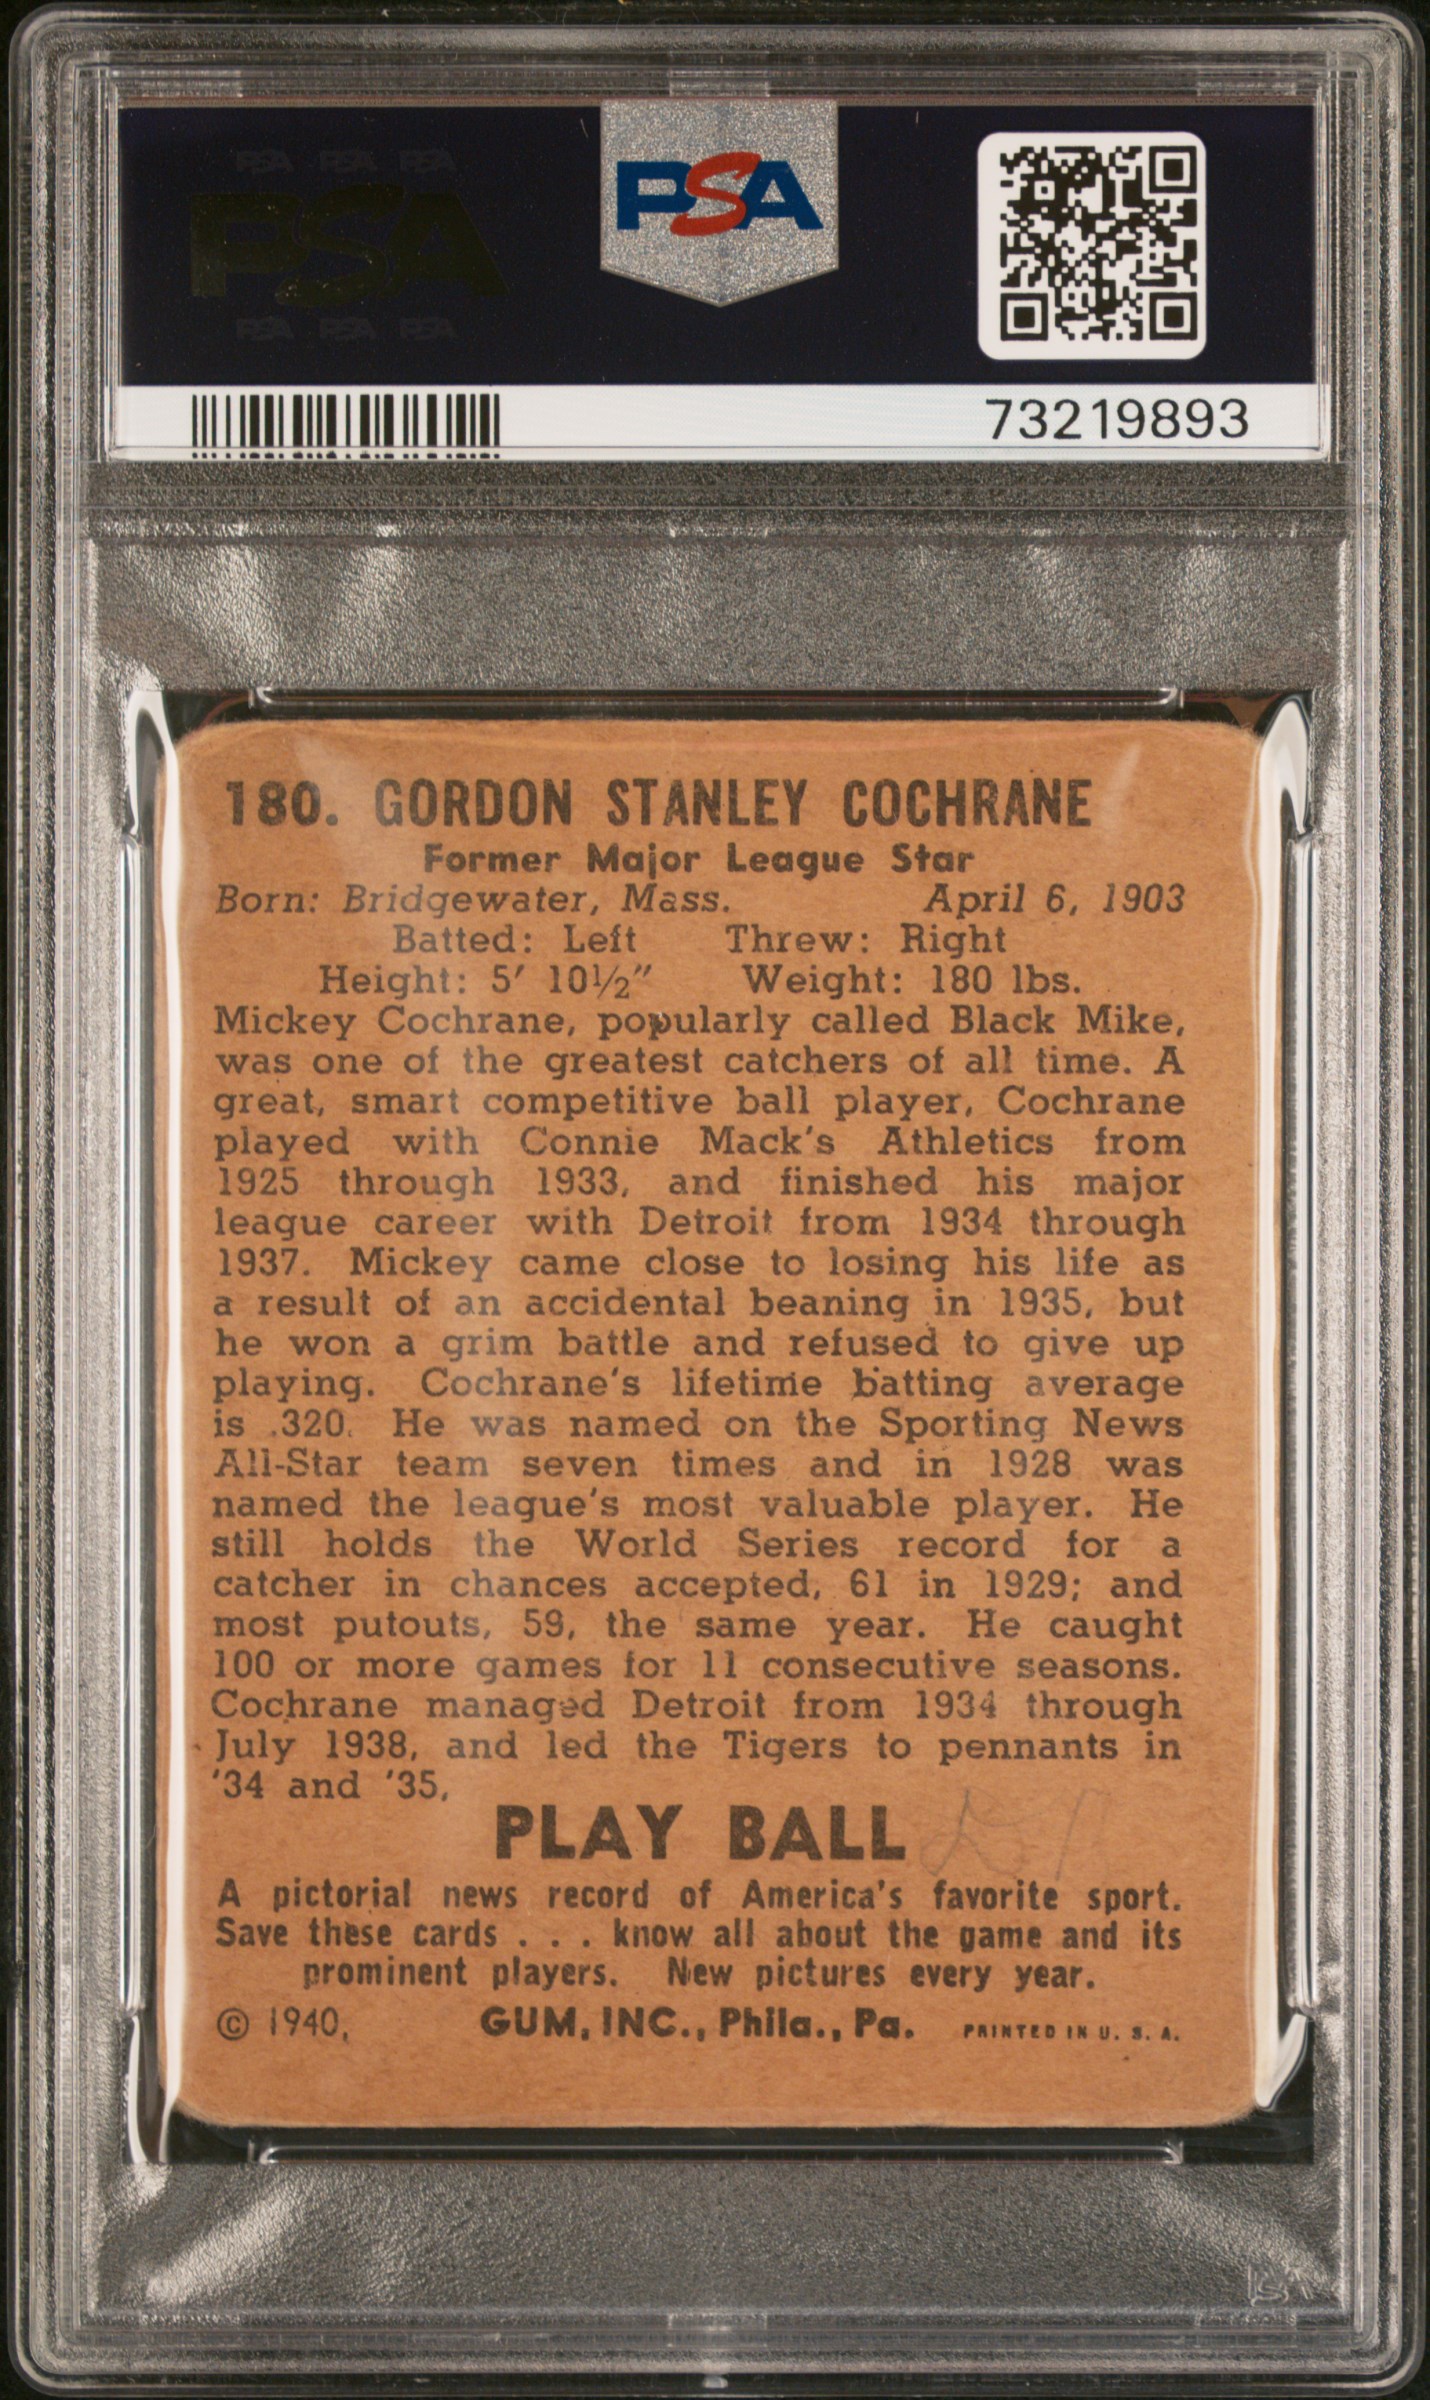 PSA PSA PSA
PSA
PSA PSA PSA
PSA
73219893
180. GORDON STANLEY COCHRANE
Former Major League Star
Born: Bridgewater, Mass. April 6, 1903
Batted: Left Threw: Right
Height: 5′ 10½″ Weight: 180 lbs.
Mickey Cochrane, popularly called Black Mike,
was one of the greatest catchers of all time. A
great, smart competitive ball player, Cochrane
played with Connie Mack's Athletics from
1925 through 1933, and finished his major
league career with Detroit from 1934 through
1937. Mickey came close to losing his life as
a result of an accidental beaning in 1935, but
he won a grim battle and refused to give up
playing. Cochrane's lifetime batting average
is .320. He was named on the Sporting News
All-Star team seven times and in 1928 was
named the league's most valuable player. He
still holds the World Series record for a
catcher in chances accepted, 61 in 1929; and
most putouts, 59, the same year. He caught
100 or more games for 11 consecutive seasons.
Cochrane managed Detroit from 1934 through
July 1938, and led the Tigers to pennants in
'34 and '35,
PLAY BALL
A pictorial news record of America's favorite sport.
Save these cards . . . know all about the game and its
prominent players. New pictures every year.
© 1940, GUM, INC., Phila., Pa. PRINTED IN U. S. A.
PSA